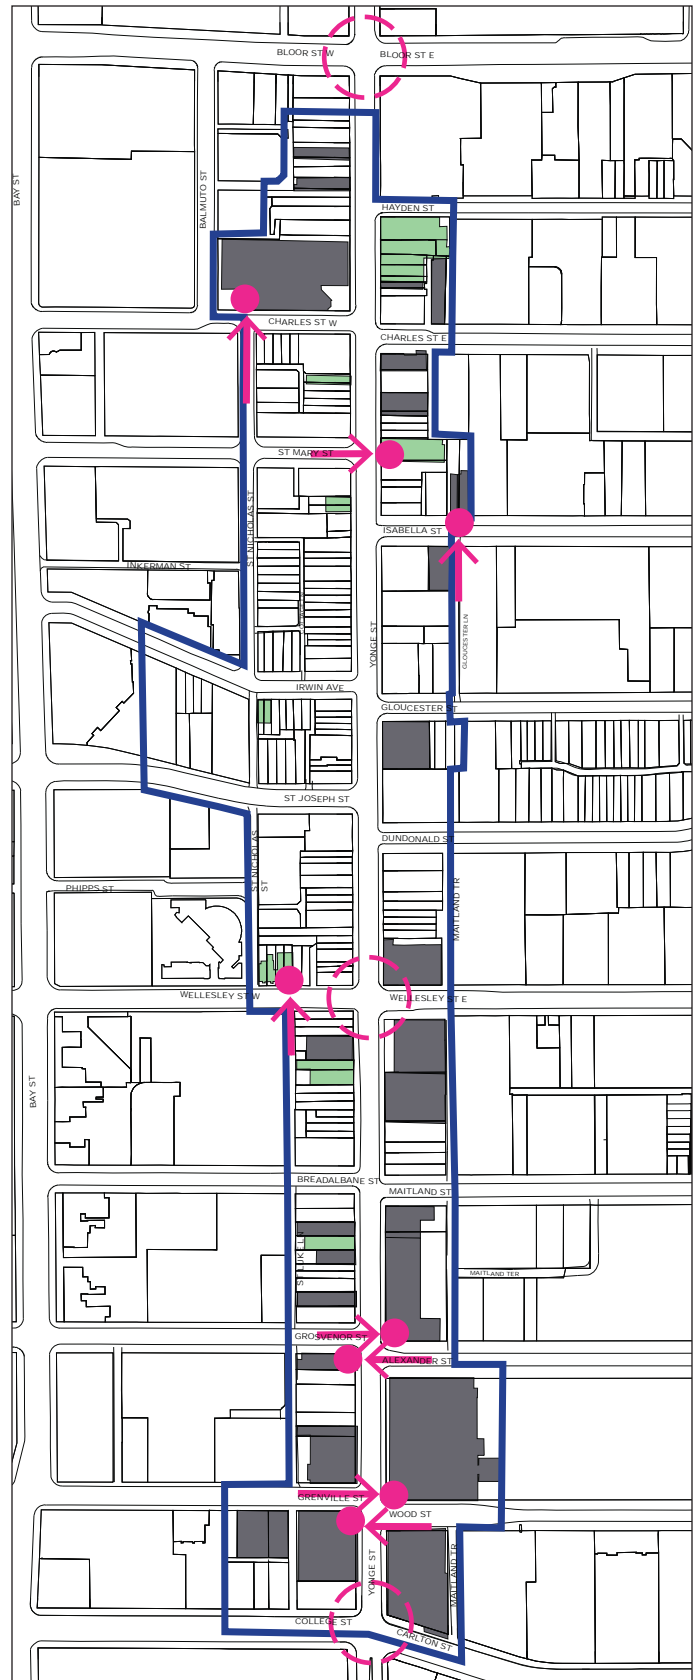 BLOOR ST W
BLOOR ST E
BAY ST
BALMUTO ST
HAYDEN ST
CHARLES ST W
CHARLES ST E
ST MARY ST
ST NICHOLAS ST
ISABELLA ST
INKERMAN ST
YONGE ST
GLOUCESTER LN
IRWIN AVE
GLOUCESTER ST
ST JOSEPH ST
DUNDONALD ST
ST NICHOLAS
ST
PHIPPS ST
MAITLAND TR
WELLESLEY ST W
WELLESLEY ST E
BAY ST
BREADALBANE ST
MAITLAND ST
ST LUKE LN
MAITLAND TER
GROSVENOR ST
ALEXANDER ST
GRENVILLE ST
WOOD ST
YONGE ST
MAITLAND TR
COLLEGE ST
CARLTON ST